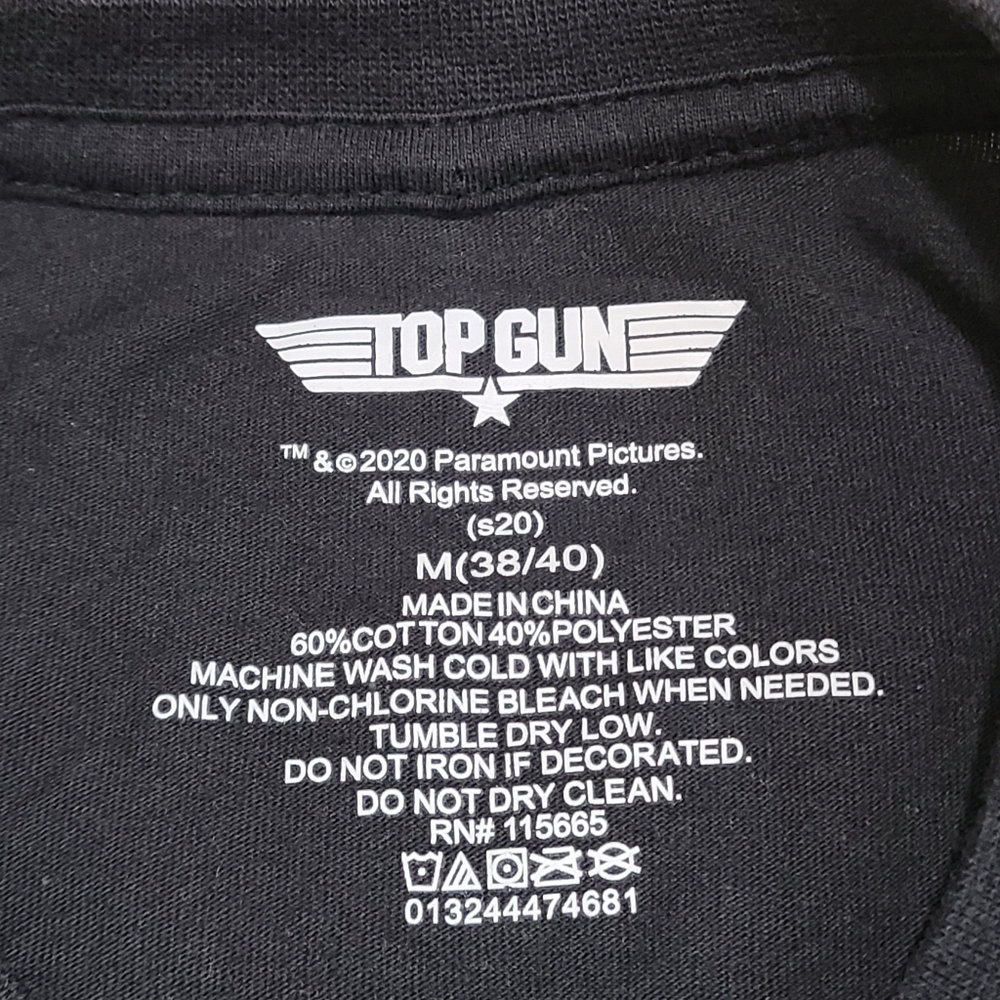 TOP GUN
™ & © 2020 Paramount Pictures.
All Rights Reserved.
(s20)
M(38/40)
MADE IN CHINA
60%COTTON 40%POLYESTER
MACHINE WASH COLD WITH LIKE COLORS
ONLY NON-CHLORINE BLEACH WHEN NEEDED.
TUMBLE DRY LOW.
DO NOT IRON IF DECORATED.
DO NOT DRY CLEAN.
RN# 115665
013244474681